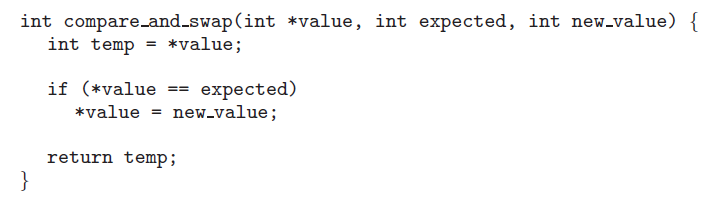 int compare_and_swap(int *value, int expected, int new_value) {
int temp = *value;
if (*value == expected)
*value = new_value;
return temp;
}